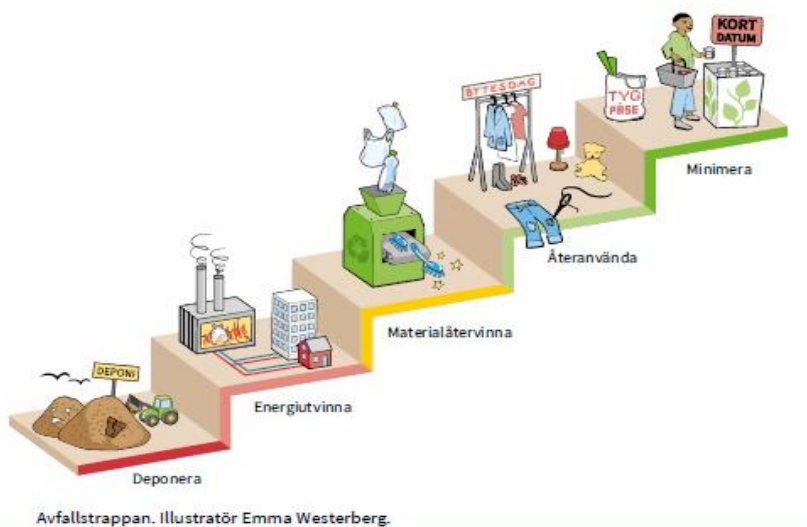 KORT
DATUM
TYG
PÅSE
Minimera
BYTESDAG
Återanvända
Materialåtervinna
Energiutvinna
DEPONI
Deponera
Avfallstrappan. Illustratör Emma Westerberg.